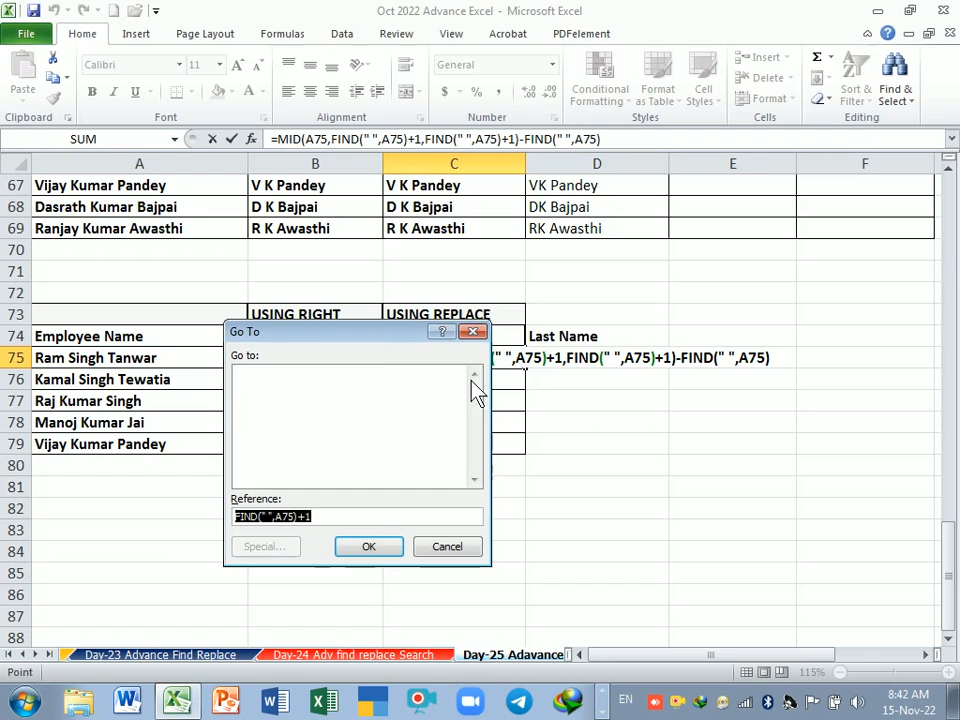 Oct 2022 Advance Excel - Microsoft Excel
File Home Insert Page Layout Formulas Data Review View Acrobat PDFelement
Paste
Calibri 11
General
Conditional Formatting
Format as Table
Cell Styles
Insert
Delete
Format
Sort & Filter
Find & Select
Clipboard Font Alignment Number Styles Cells Editing
SUM =MID(A75,FIND(" ",A75)+1,FIND(" ",A75)+1)-FIND(" ",A75)
A B C D E F
67 Vijay Kumar Pandey V K Pandey V K Pandey VK Pandey
68 Dasrath Kumar Bajpai D K Bajpai D K Bajpai DK Bajpai
69 Ranjay Kumar Awasthi R K Awasthi R K Awasthi RK Awasthi
70
71
72
73 USING RIGHT USING REPLACE
74 Employee Name Last Name
75 Ram Singh Tanwar (" ",A75)+1,FIND(" ",A75)+1)-FIND(" ",A75)
76 Kamal Singh Tewatia
77 Raj Kumar Singh
78 Manoj Kumar Jai
79 Vijay Kumar Pandey
80
81
82
83
84
85
86
87
88
Go To
Go to:
Reference:
FIND(" ",A75)+1
Special... OK Cancel
Day-23 Advance Find Replace Day-24 Adv find replace Search Day-25 Adavance
Point 115%
EN 8:42 AM
15-Nov-22